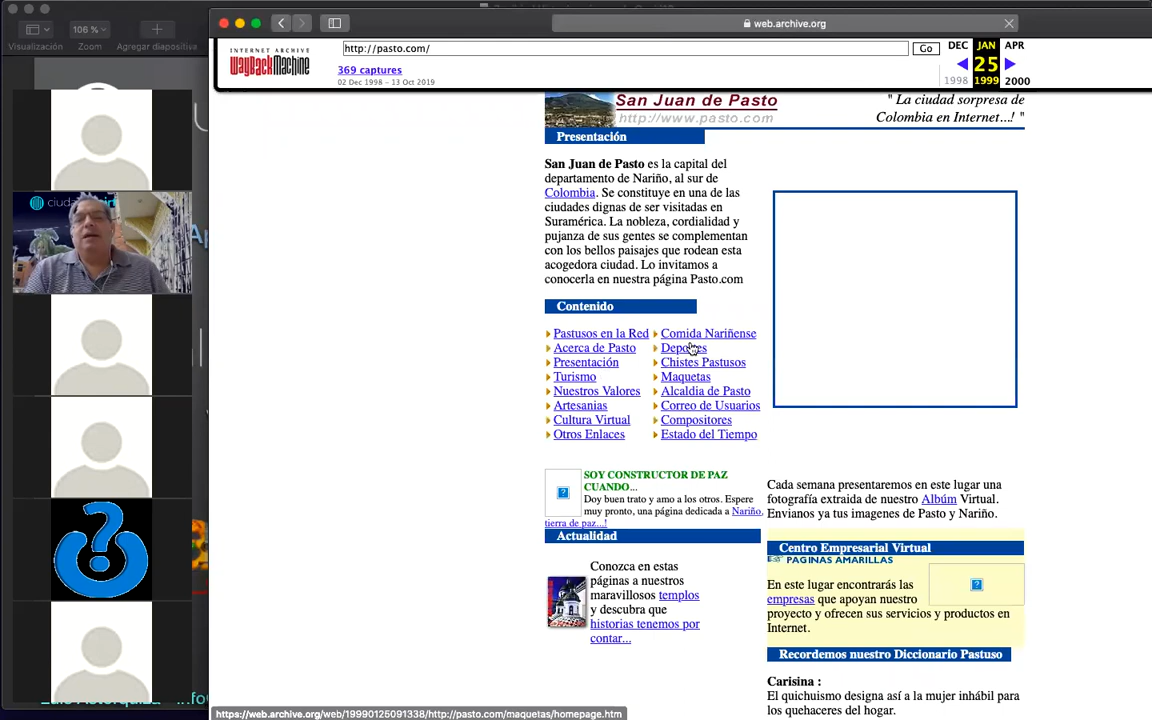 106 %
Visualización
Zoom
Agregar diapositiva
web.archive.org
INTERNET ARCHIVE
WayBackMachine
http://pasto.com/
Go
DEC
JAN
APR
369 captures
25
02 Dec 1998 – 13 Oct 2019
1998
1999
2000
San Juan de Pasto
http://www.pasto.com
" La ciudad sorpresa de
Colombia en Internet...! "
Presentación
San Juan de Pasto es la capital del
departamento de Nariño, al sur de
Colombia. Se constituye en una de las
ciudades dignas de ser visitadas en
Suramérica. La nobleza, cordialidad y
pujanza de sus gentes se complementan
con los bellos paisajes que rodean esta
acogedora ciudad. Lo invitamos a
conocerla en nuestra página Pasto.com
Contenido
Pastusos en la Red
Acerca de Pasto
Presentación
Turismo
Nuestros Valores
Artesanias
Cultura Virtual
Otros Enlaces
Comida Nariñense
Deportes
Chistes Pastusos
Maquetas
Alcaldia de Pasto
Correo de Usuarios
Compositores
Estado del Tiempo
SOY CONSTRUCTOR DE PAZ
CUANDO...
Doy buen trato y amo a los otros. Espere
muy pronto, una página dedicada a Nariño,
tierra de paz...!
Actualidad
Conozca en estas
páginas a nuestros
maravillosos templos
y descubra que
historias tenemos por
contar...
Cada semana presentaremos en este lugar una
fotografía extraida de nuestro Albúm Virtual.
Envianos ya tus imagenes de Pasto y Nariño.
Centro Empresarial Virtual
PAGINAS AMARILLAS
En este lugar encontrarás las
empresas que apoyan nuestro
proyecto y ofrecen sus servicios y productos en
Internet.
Recordemos nuestro Diccionario Pastuso
Carisina :
El quichuismo designa así a la mujer inhábil para
los quehaceres del hogar.
https://web.archive.org/web/19990125091338/http://pasto.com/maquetas/homepage.htm